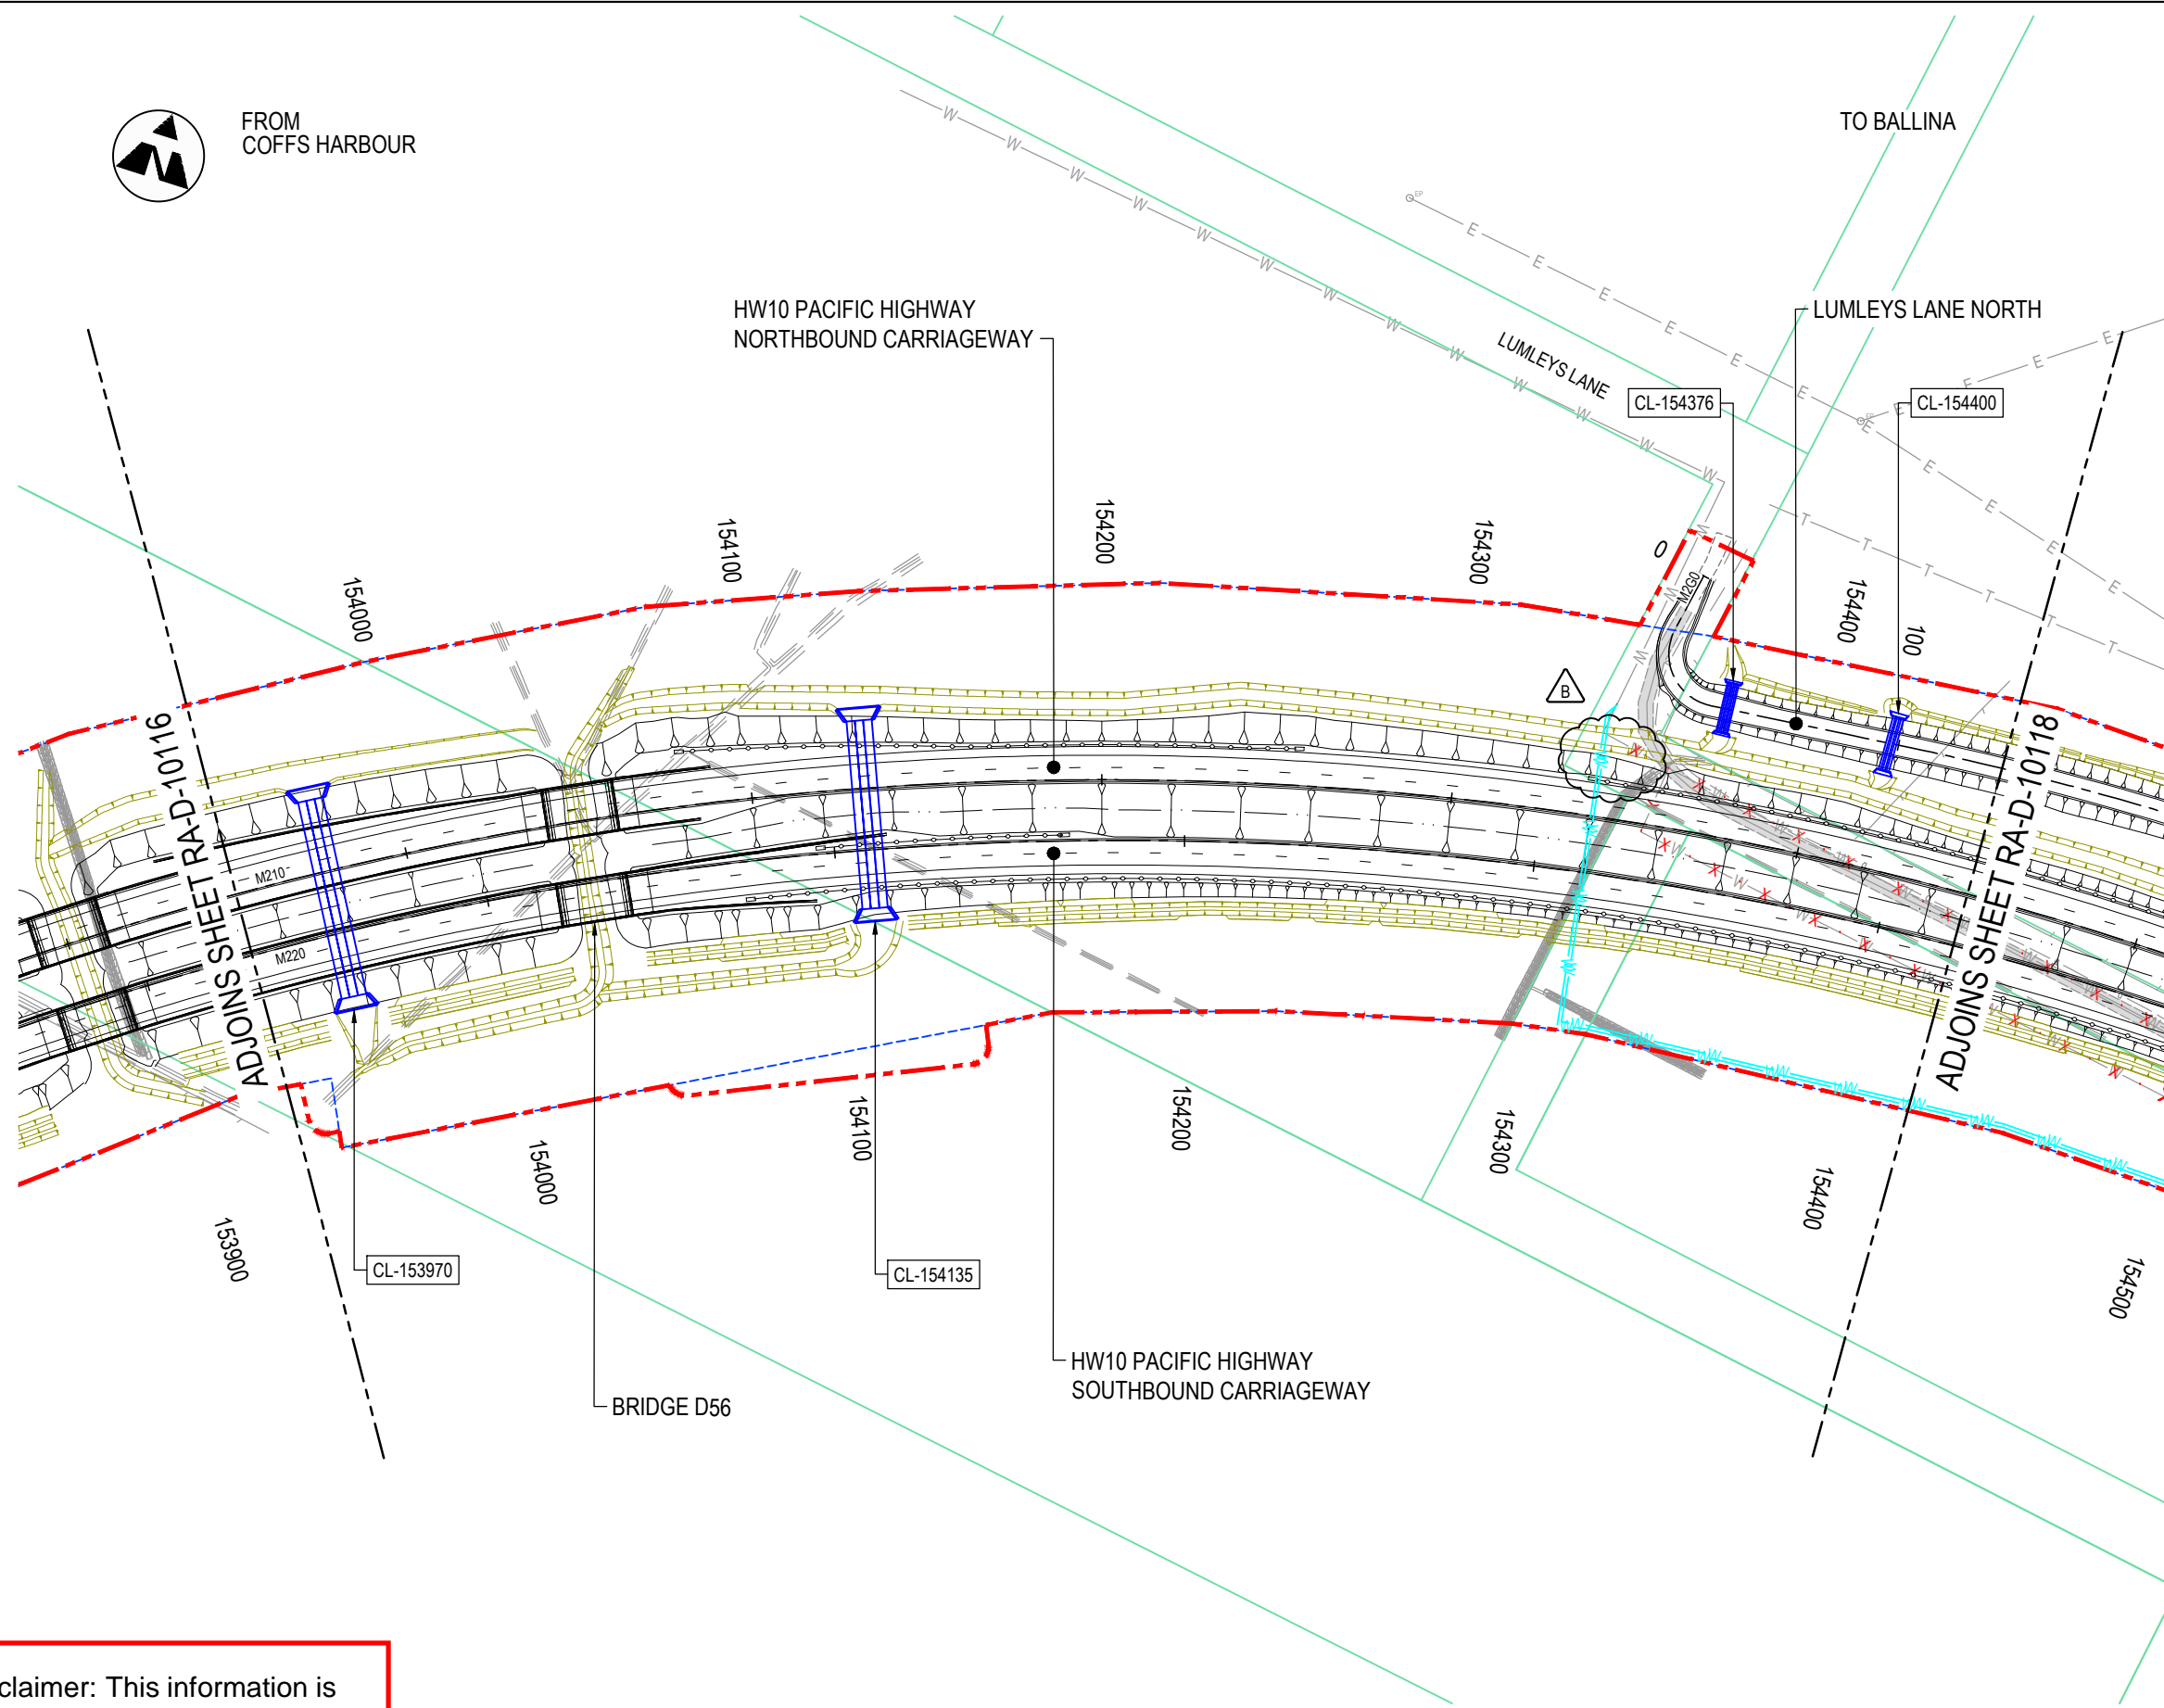 FROM
COFFS HARBOUR
TO BALLINA
HW10 PACIFIC HIGHWAY
NORTHBOUND CARRIAGEWAY
LUMLEYS LANE NORTH
LUMLEYS LANE
CL-154376
CL-154400
154000
154100
154200
154300
0
154400
100
M2G0
B
ADJOINS SHEET RA-D-10116
ADJOINS SHEET RA-D-10118
M210
M220
153900
154000
154100
154200
154300
154400
154500
CL-153970
CL-154135
BRIDGE D56
HW10 PACIFIC HIGHWAY
SOUTHBOUND CARRIAGEWAY
claimer: This information is